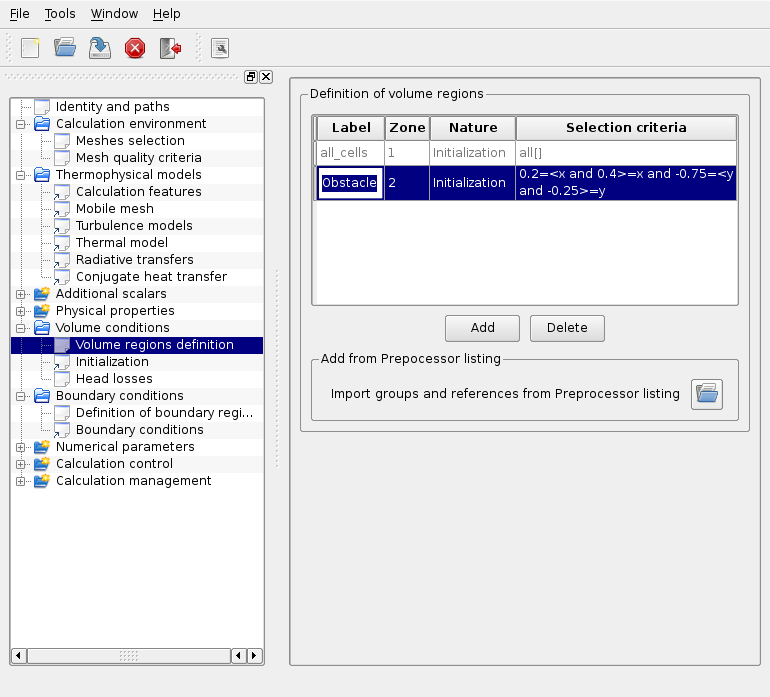 File Tools Window Help
Identity and paths
Calculation environment
Meshes selection
Mesh quality criteria
Thermophysical models
Calculation features
Mobile mesh
Turbulence models
Thermal model
Radiative transfers
Conjugate heat transfer
Additional scalars
Physical properties
Volume conditions
Volume regions definition
Initialization
Head losses
Boundary conditions
Definition of boundary regi...
Boundary conditions
Numerical parameters
Calculation control
Calculation management
Definition of volume regions
Label Zone Nature Selection criteria
all_cells 1 Initialization all[]
Obstacle 2 Initialization 0.2=<x and 0.4>=x and -0.75=<y
and -0.25>=y
Add Delete
Add from Prepocessor listing
Import groups and references from Preprocessor listing